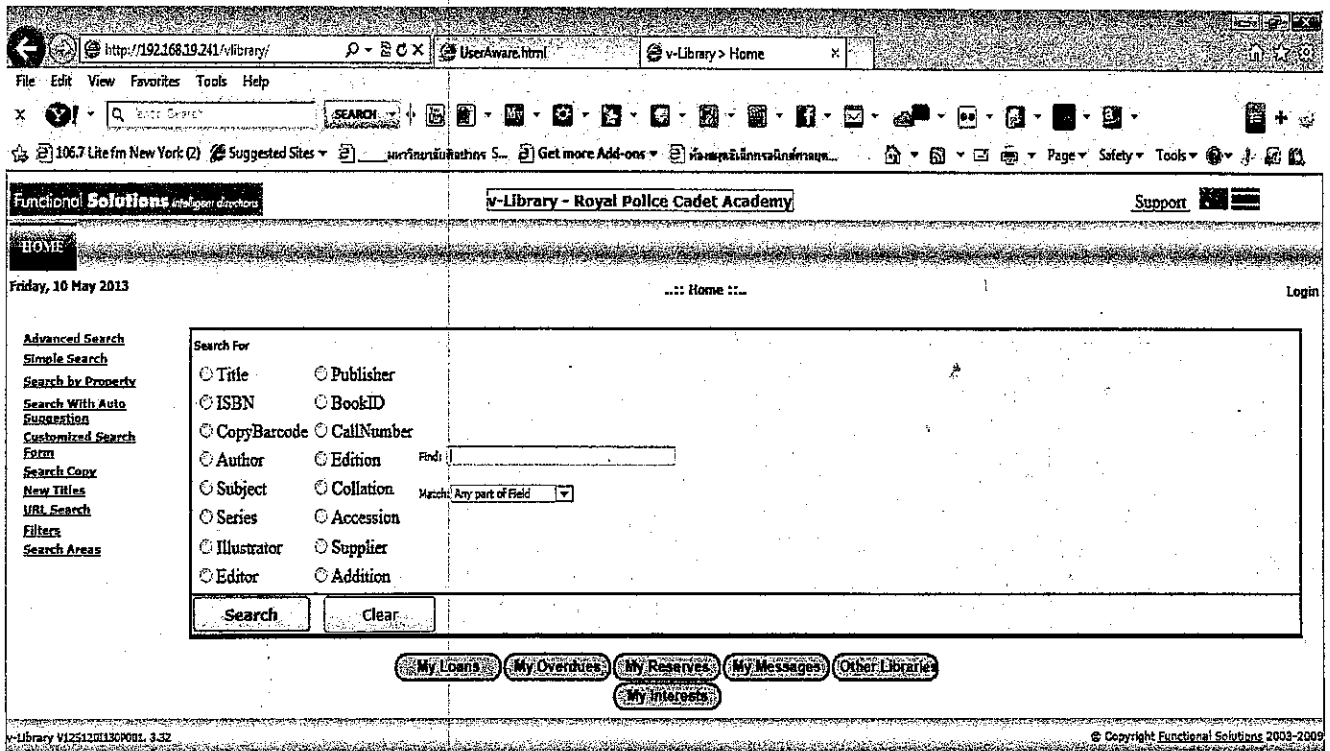 http://192.168.19.241/vlibrary/
UserAware.html
v-Library > Home
File Edit View Favorites Tools Help
SEARCH
106.7 Lite fm New York (2) Suggested Sites Get more Add-ons Page Safety Tools
Functional Solutions intelligent directions
v-Library - Royal Police Cadet Academy
Support
HOME
Friday, 10 May 2013
..:: Home ::..
Login
Advanced Search
Simple Search
Search by Property
Search With Auto
Suggestion
Customized Search
Form
Search Copy
New Titles
URL Search
Filters
Search Areas
Search For
Title Publisher
ISBN BookID
CopyBarcode CallNumber
Author Edition
Subject Collation
Series Accession
Illustrator Supplier
Editor Addition
Find:
Match: Any part of Field
Search Clear
My Loans My Overdues My Reserves My Messages Other Libraries
My Interests
© Copyright Functional Solutions 2003-2009